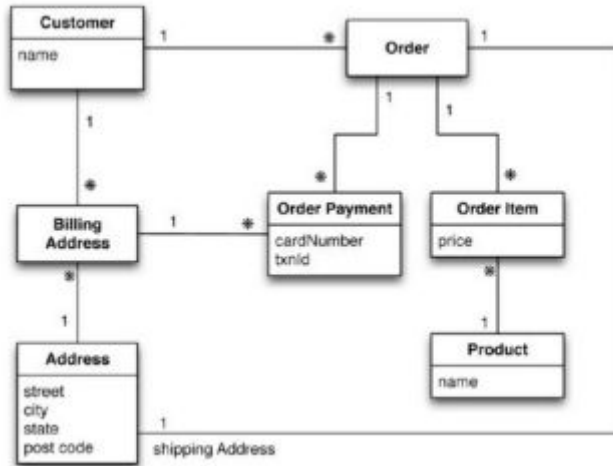 Customer
name
1
*
Order
1
1
1
1
*
*
*
Billing
Address
1
*
Order Payment
cardNumber
txnId
Order Item
price
*
1
*
1
Product
name
Address
street
city
state
post code
1
shipping Address